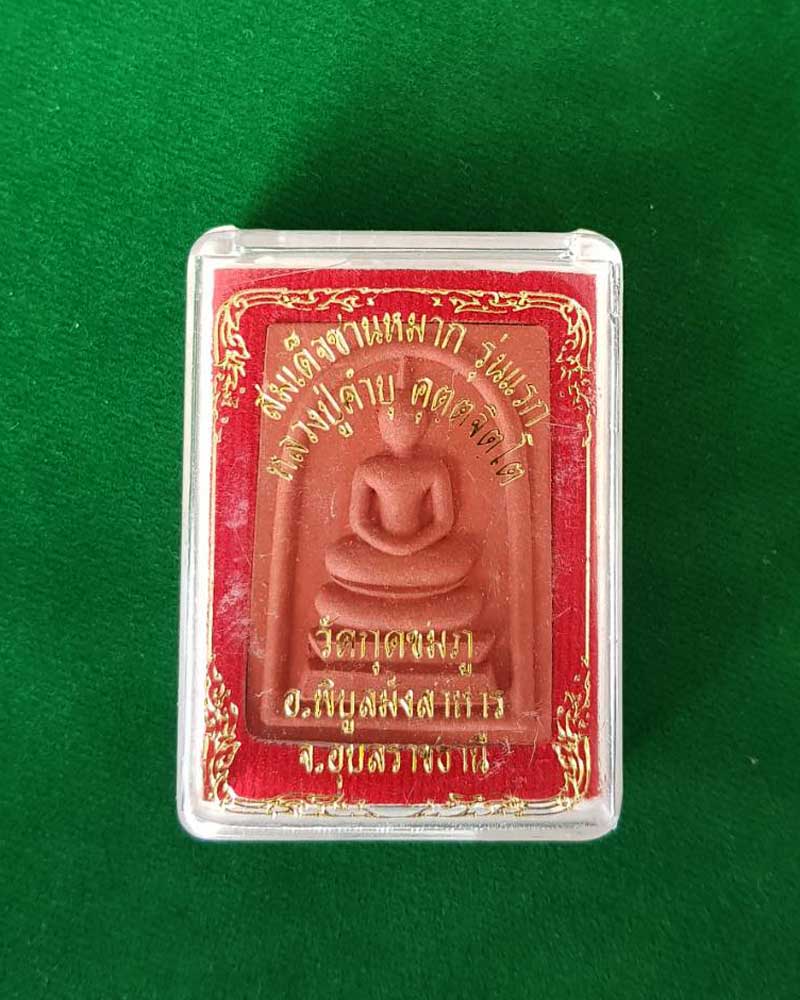 สมเด็จชานหมาก รุ่นแรก
หลวงปู่คำบุ คุตฺตจิตฺโต
วัดกุดชมภู
อ.พิบูลมังสาหาร
จ.อุบลราชธานี